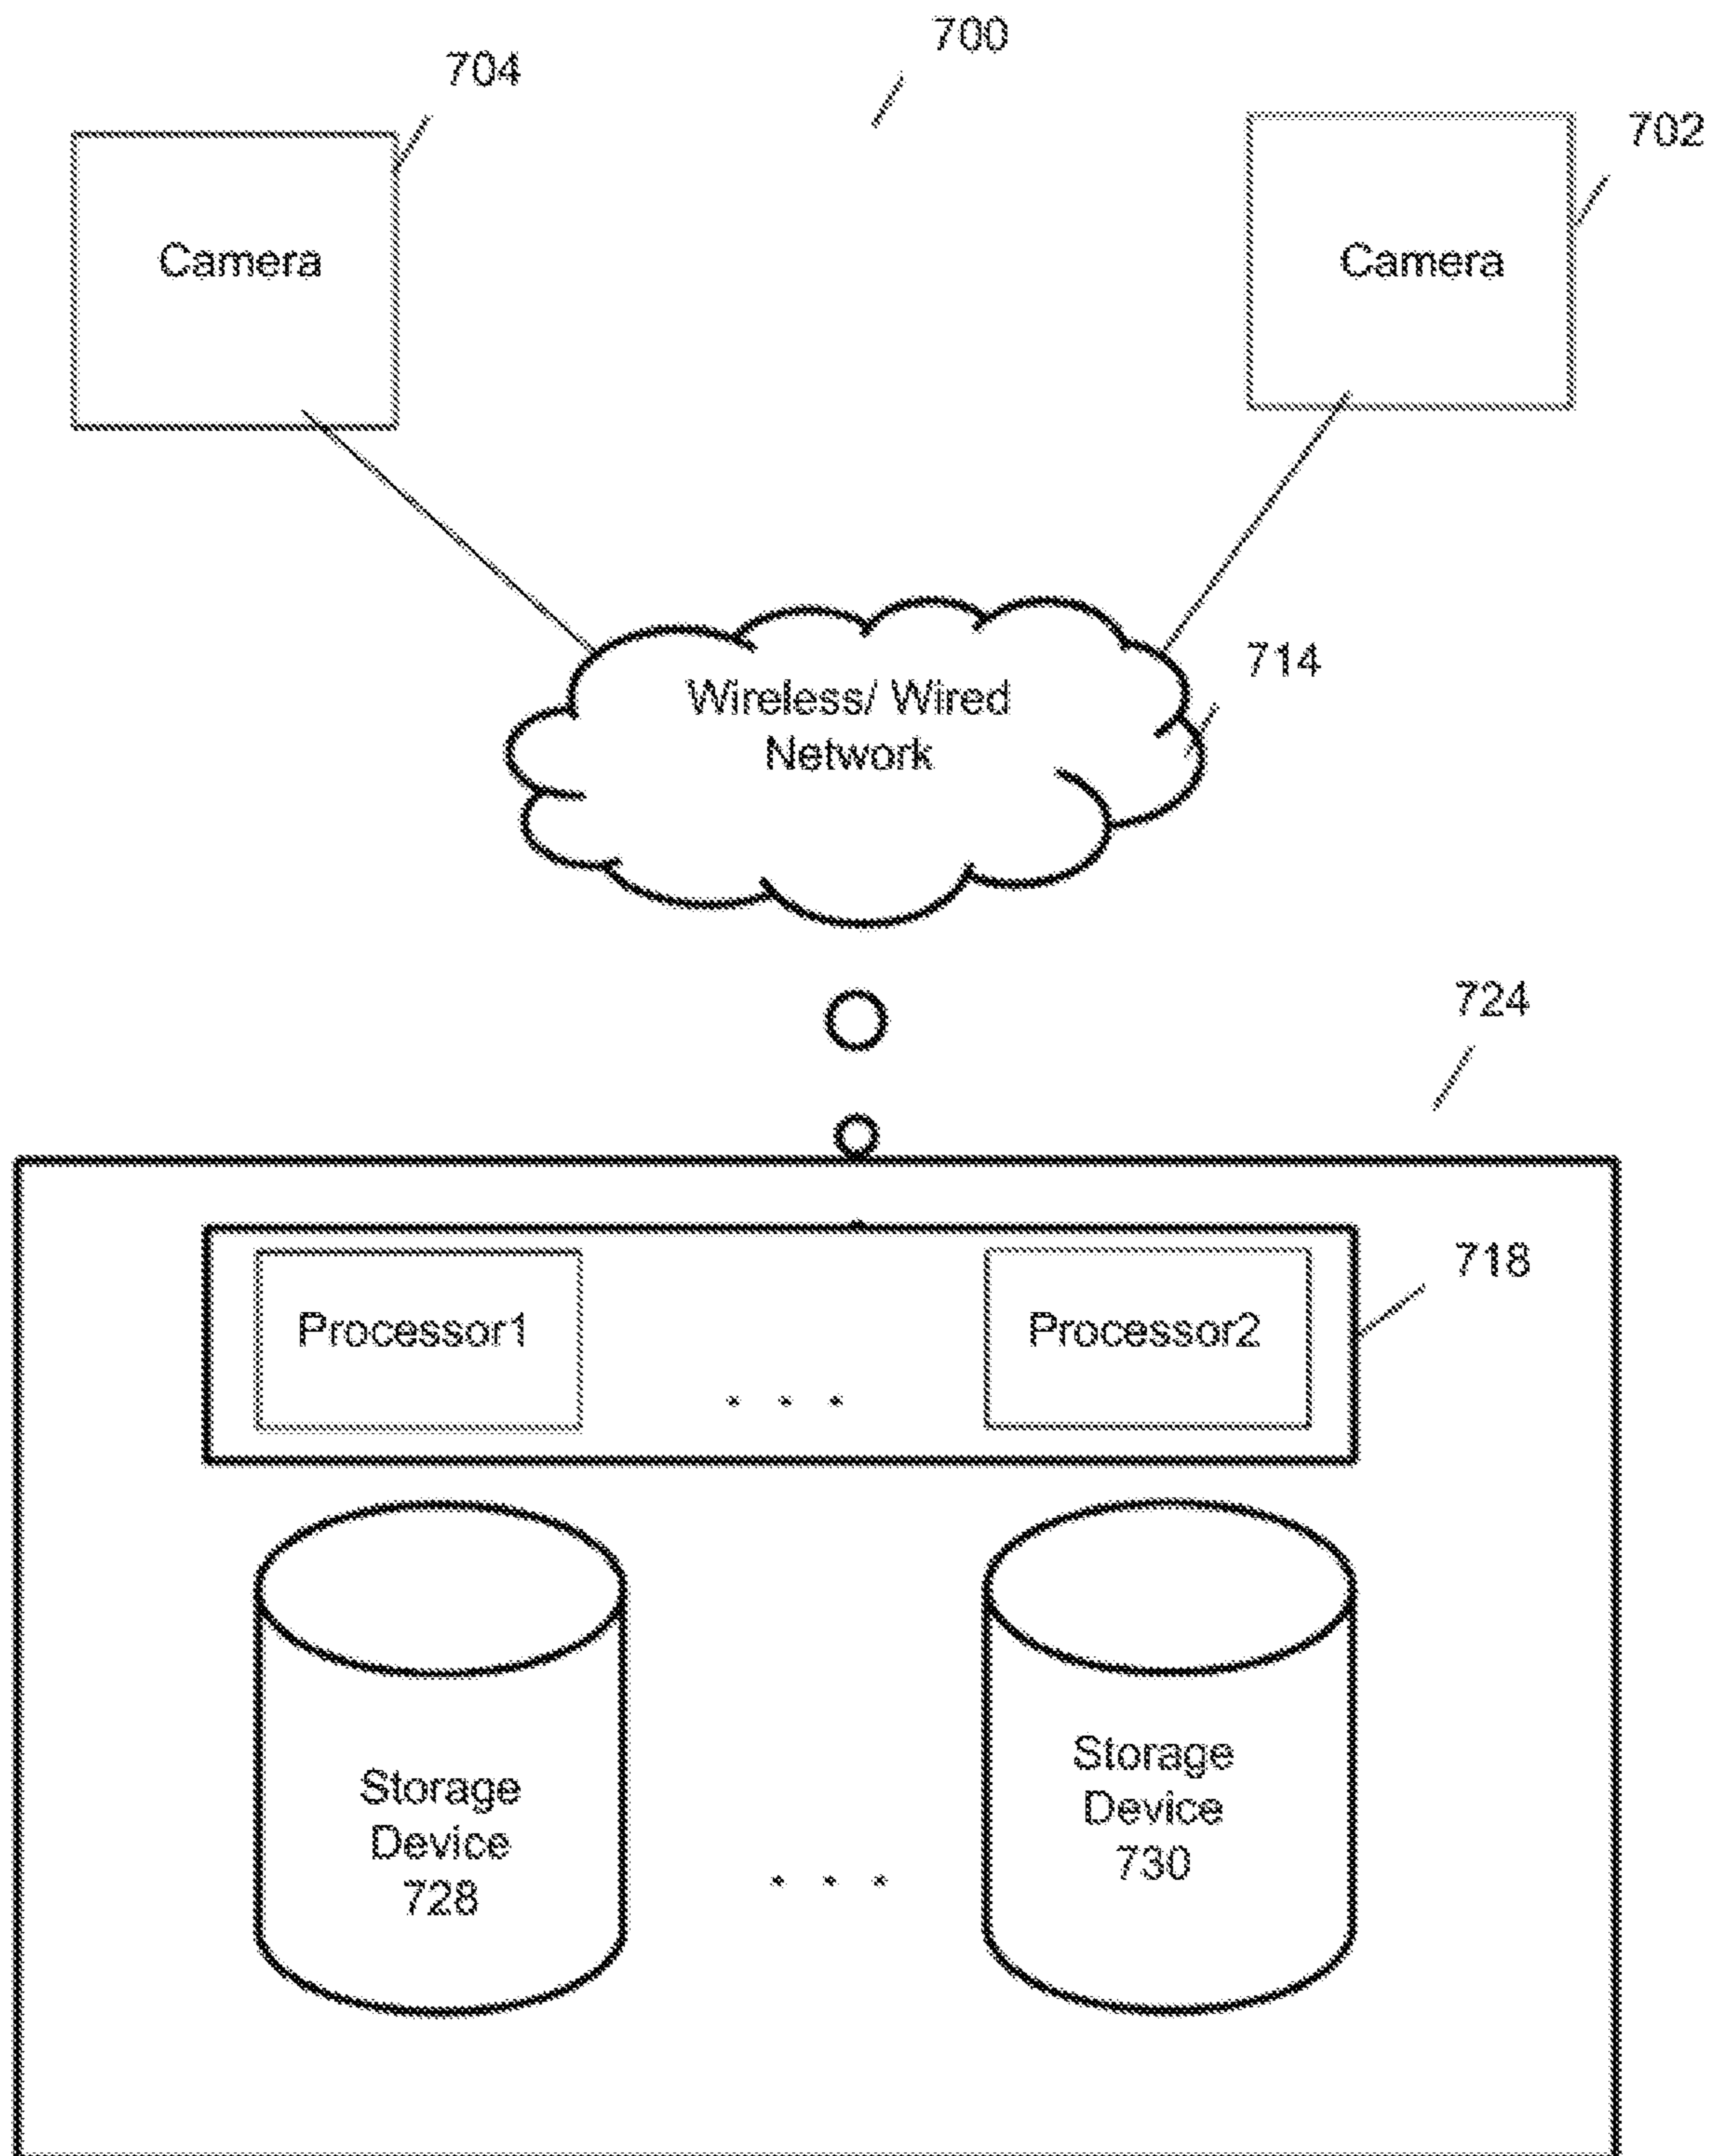 700
704
702
Camera
Camera
714
Wireless/ Wired
Network
724
718
Processor1
. . .
Processor2
Storage
Device
728
. . .
Storage
Device
730